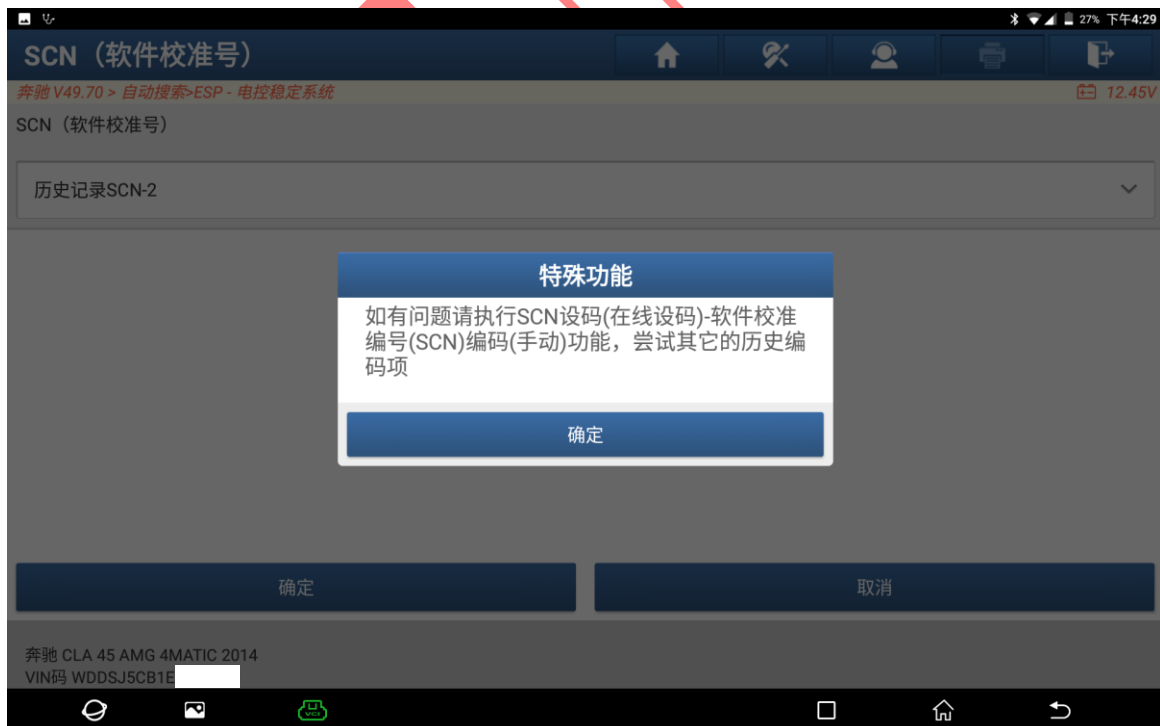 27% 下午4:29
SCN（软件校准号）
奔驰 V49.70 > 自动搜索>ESP - 电控稳定系统
12.45V
SCN（软件校准号）
历史记录SCN-2
特殊功能
如有问题请执行SCN设码(在线设码)-软件校准
编号(SCN)编码(手动)功能，尝试其它的历史编
码项
确定
确定
取消
奔驰 CLA 45 AMG 4MATIC 2014
VIN码 WDDSJ5CB1E
VCI